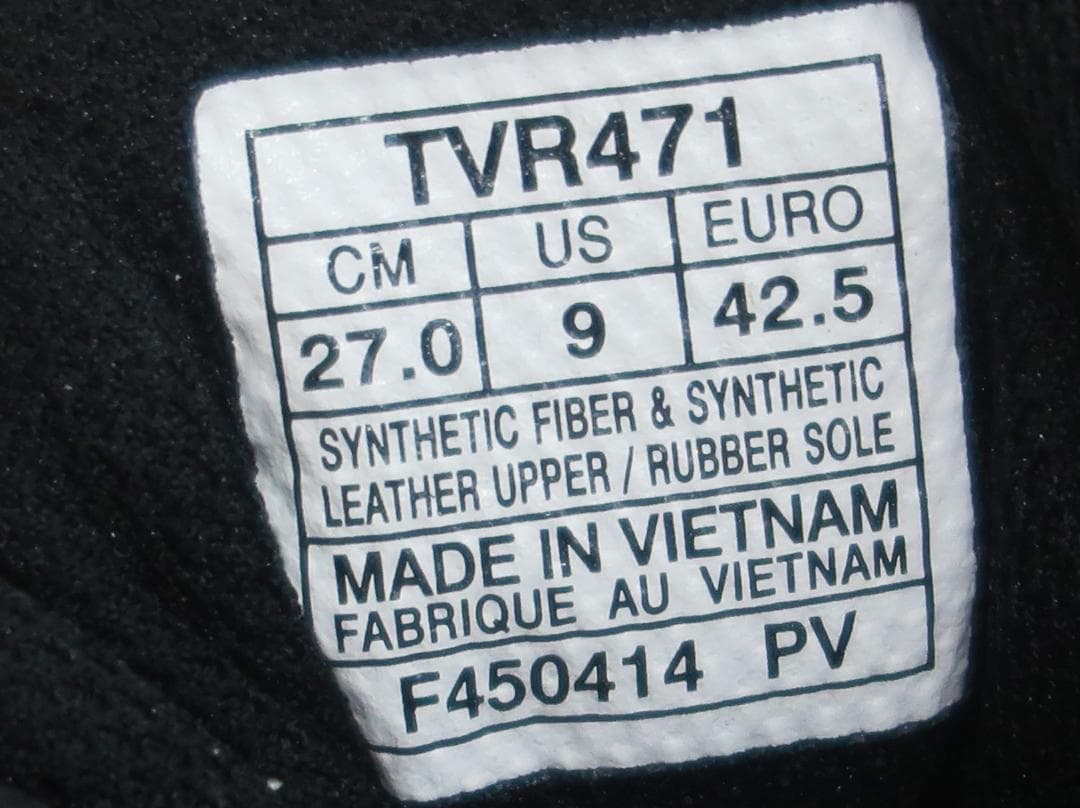 TVR471
CM US EURO
27.0 9 42.5
SYNTHETIC FIBER & SYNTHETIC
LEATHER UPPER / RUBBER SOLE
MADE IN VIETNAM
FABRIQUE AU VIETNAM
F450414 PV